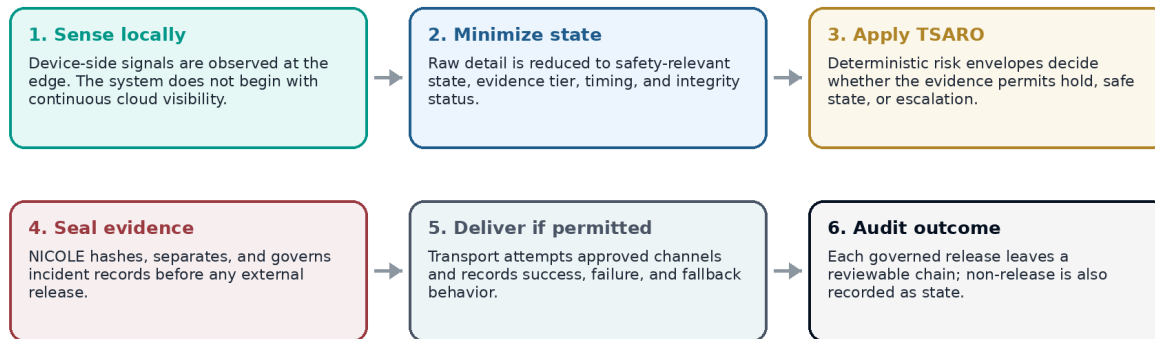 1. Sense locally
Device-side signals are observed at the
edge. The system does not begin with
continuous cloud visibility.
2. Minimize state
Raw detail is reduced to safety-relevant
state, evidence tier, timing, and integrity
status.
3. Apply TSARO
Deterministic risk envelopes decide
whether the evidence permits hold, safe
state, or escalation.
4. Seal evidence
NICOLE hashes, separates, and governs
incident records before any external
release.
5. Deliver if permitted
Transport attempts approved channels
and records success, failure, and fallback
behavior.
6. Audit outcome
Each governed release leaves a
reviewable chain; non-release is also
recorded as state.